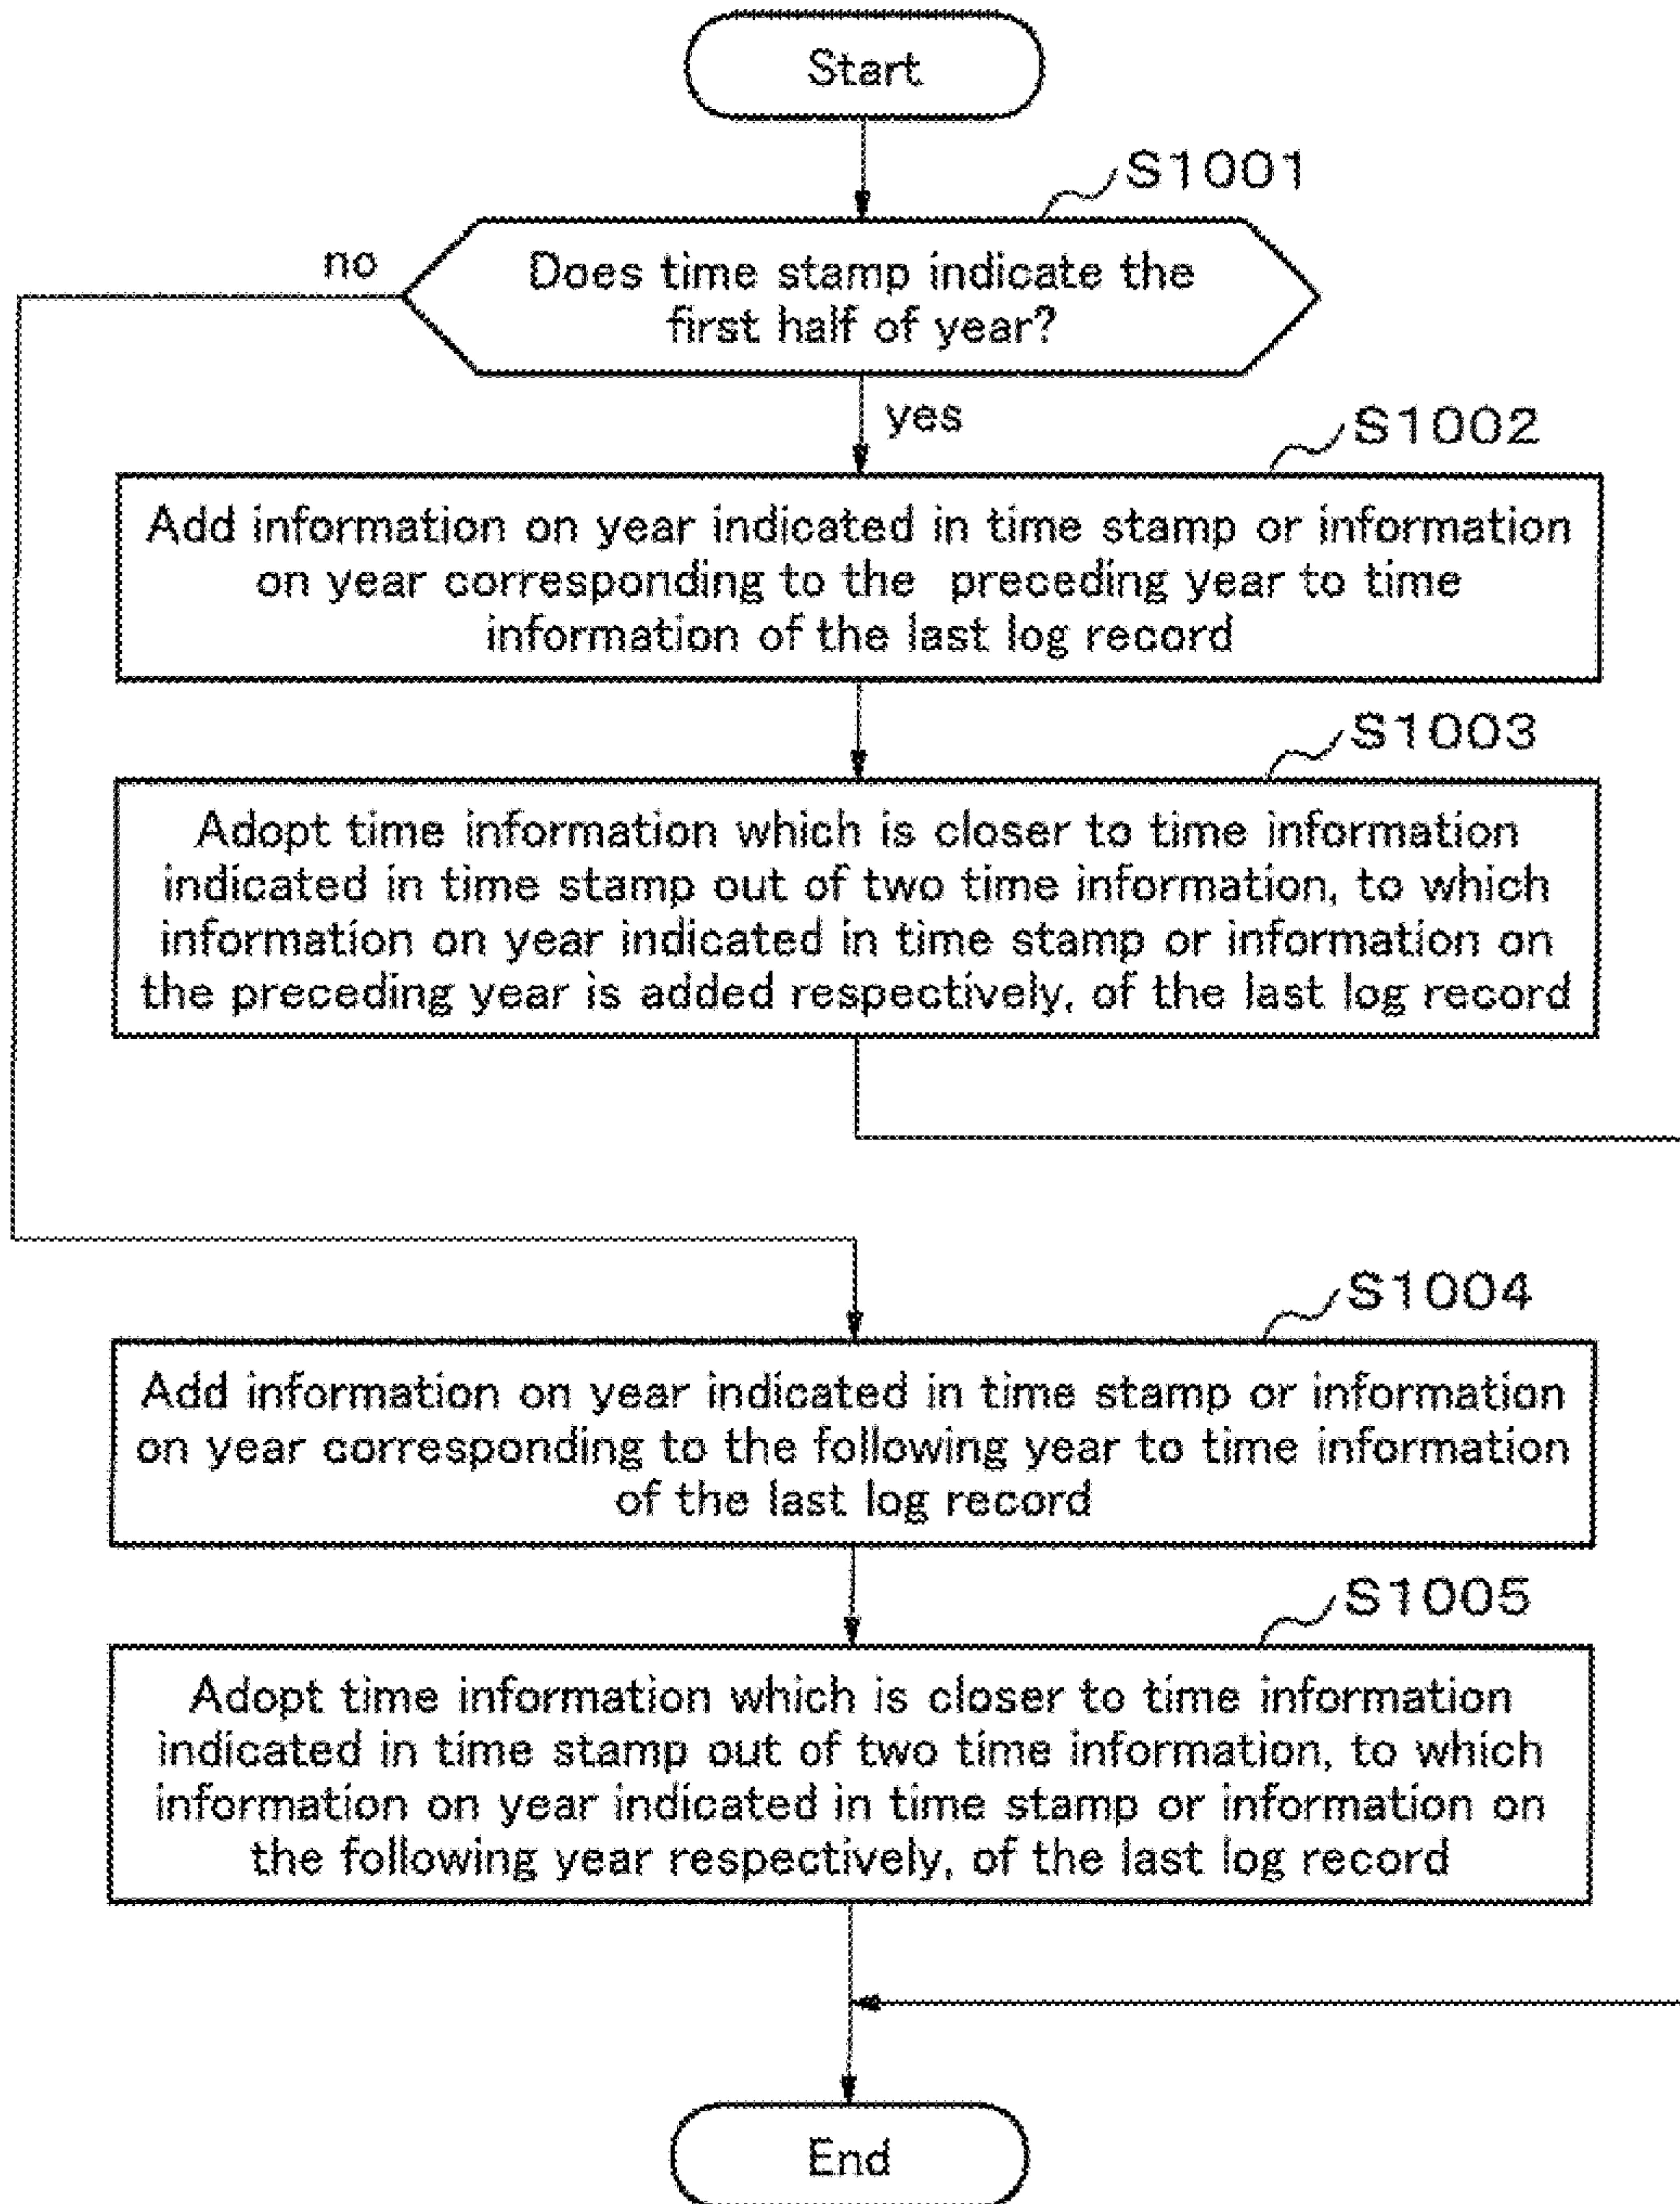 Start
S1001
no
Does time stamp indicate the
first half of year?
yes
S1002
Add information on year indicated in time stamp or information
on year corresponding to the preceding year to time
information of the last log record
S1003
Adopt time information which is closer to time information
indicated in time stamp out of two time information, to which
information on year indicated in time stamp or information on
the preceding year is added respectively, of the last log record
S1004
Add information on year indicated in time stamp or information
on year corresponding to the following year to time information
of the last log record
S1005
Adopt time information which is closer to time information
indicated in time stamp out of two time information, to which
information on year indicated in time stamp or information on
the following year respectively, of the last log record
End